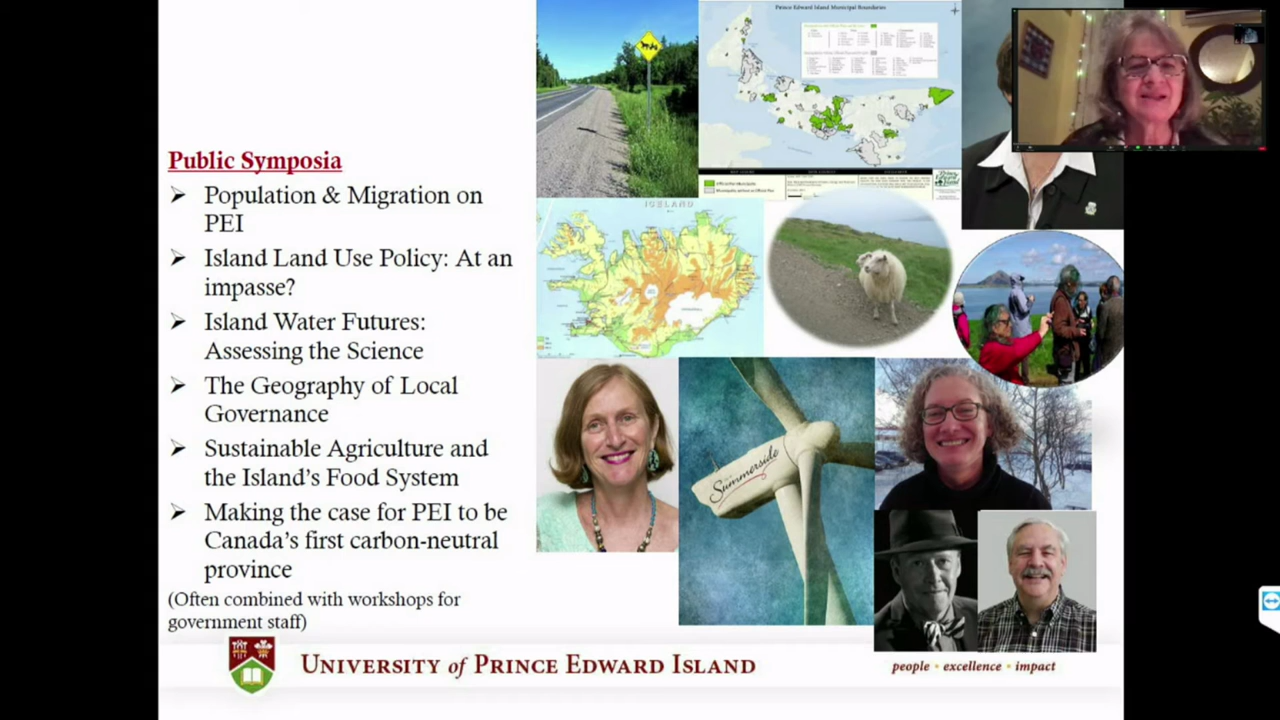 Prince Edward Island Municipal Boundaries
Public Symposia
Population & Migration on
PEI
Island Land Use Policy: At an
impasse?
Island Water Futures:
Assessing the Science
The Geography of Local
Governance
Sustainable Agriculture and
the Island's Food System
Making the case for PEI to be
Canada's first carbon-neutral
province
(Often combined with workshops for
government staff)
ICELAND
Summerside
UNIVERSITY of PRINCE EDWARD ISLAND
people • excellence • impact